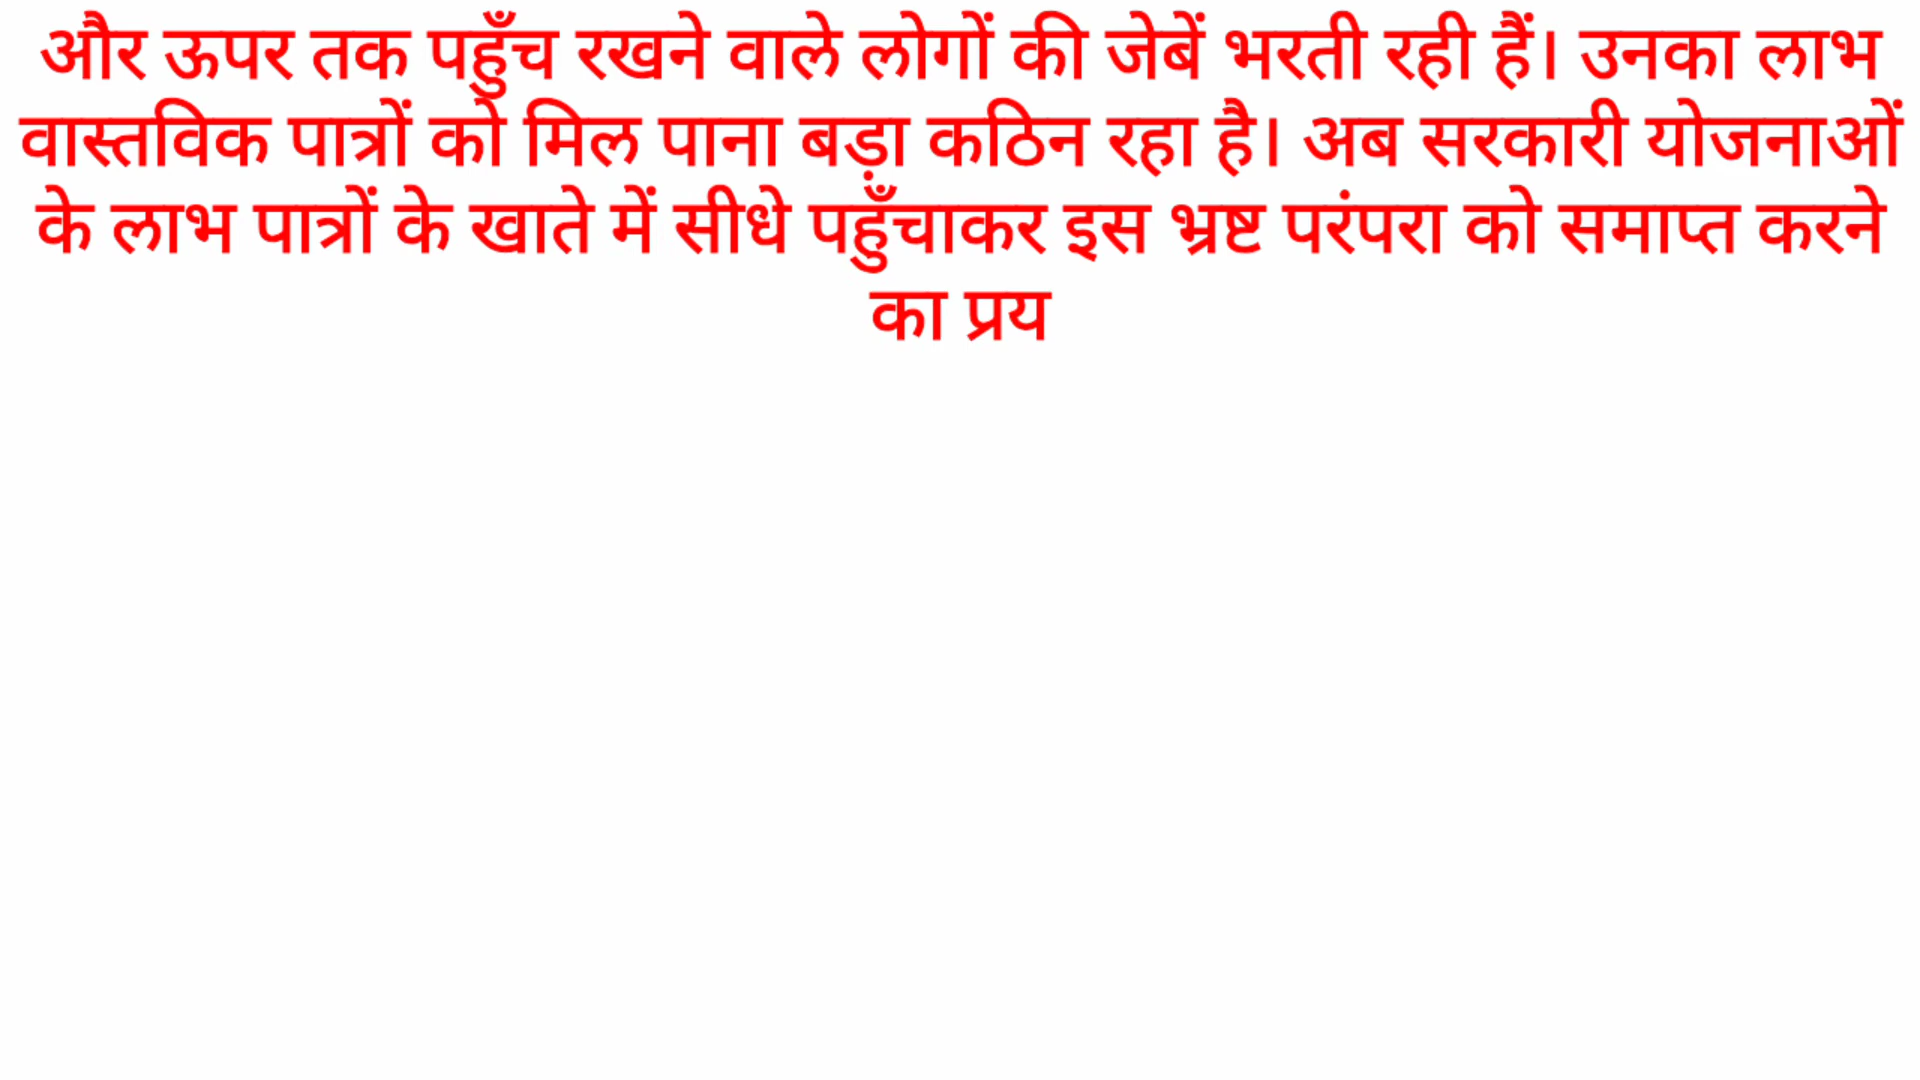 और ऊपर तक पहुँच रखने वाले लोगों की जेबें भरती रही हैं। उनका लाभ
वास्तविक पात्रों को मिल पाना बड़ा कठिन रहा है। अब सरकारी योजनाओं
के लाभ पात्रों के खाते में सीधे पहुँचाकर इस भ्रष्ट परंपरा को समाप्त करने
का प्रय